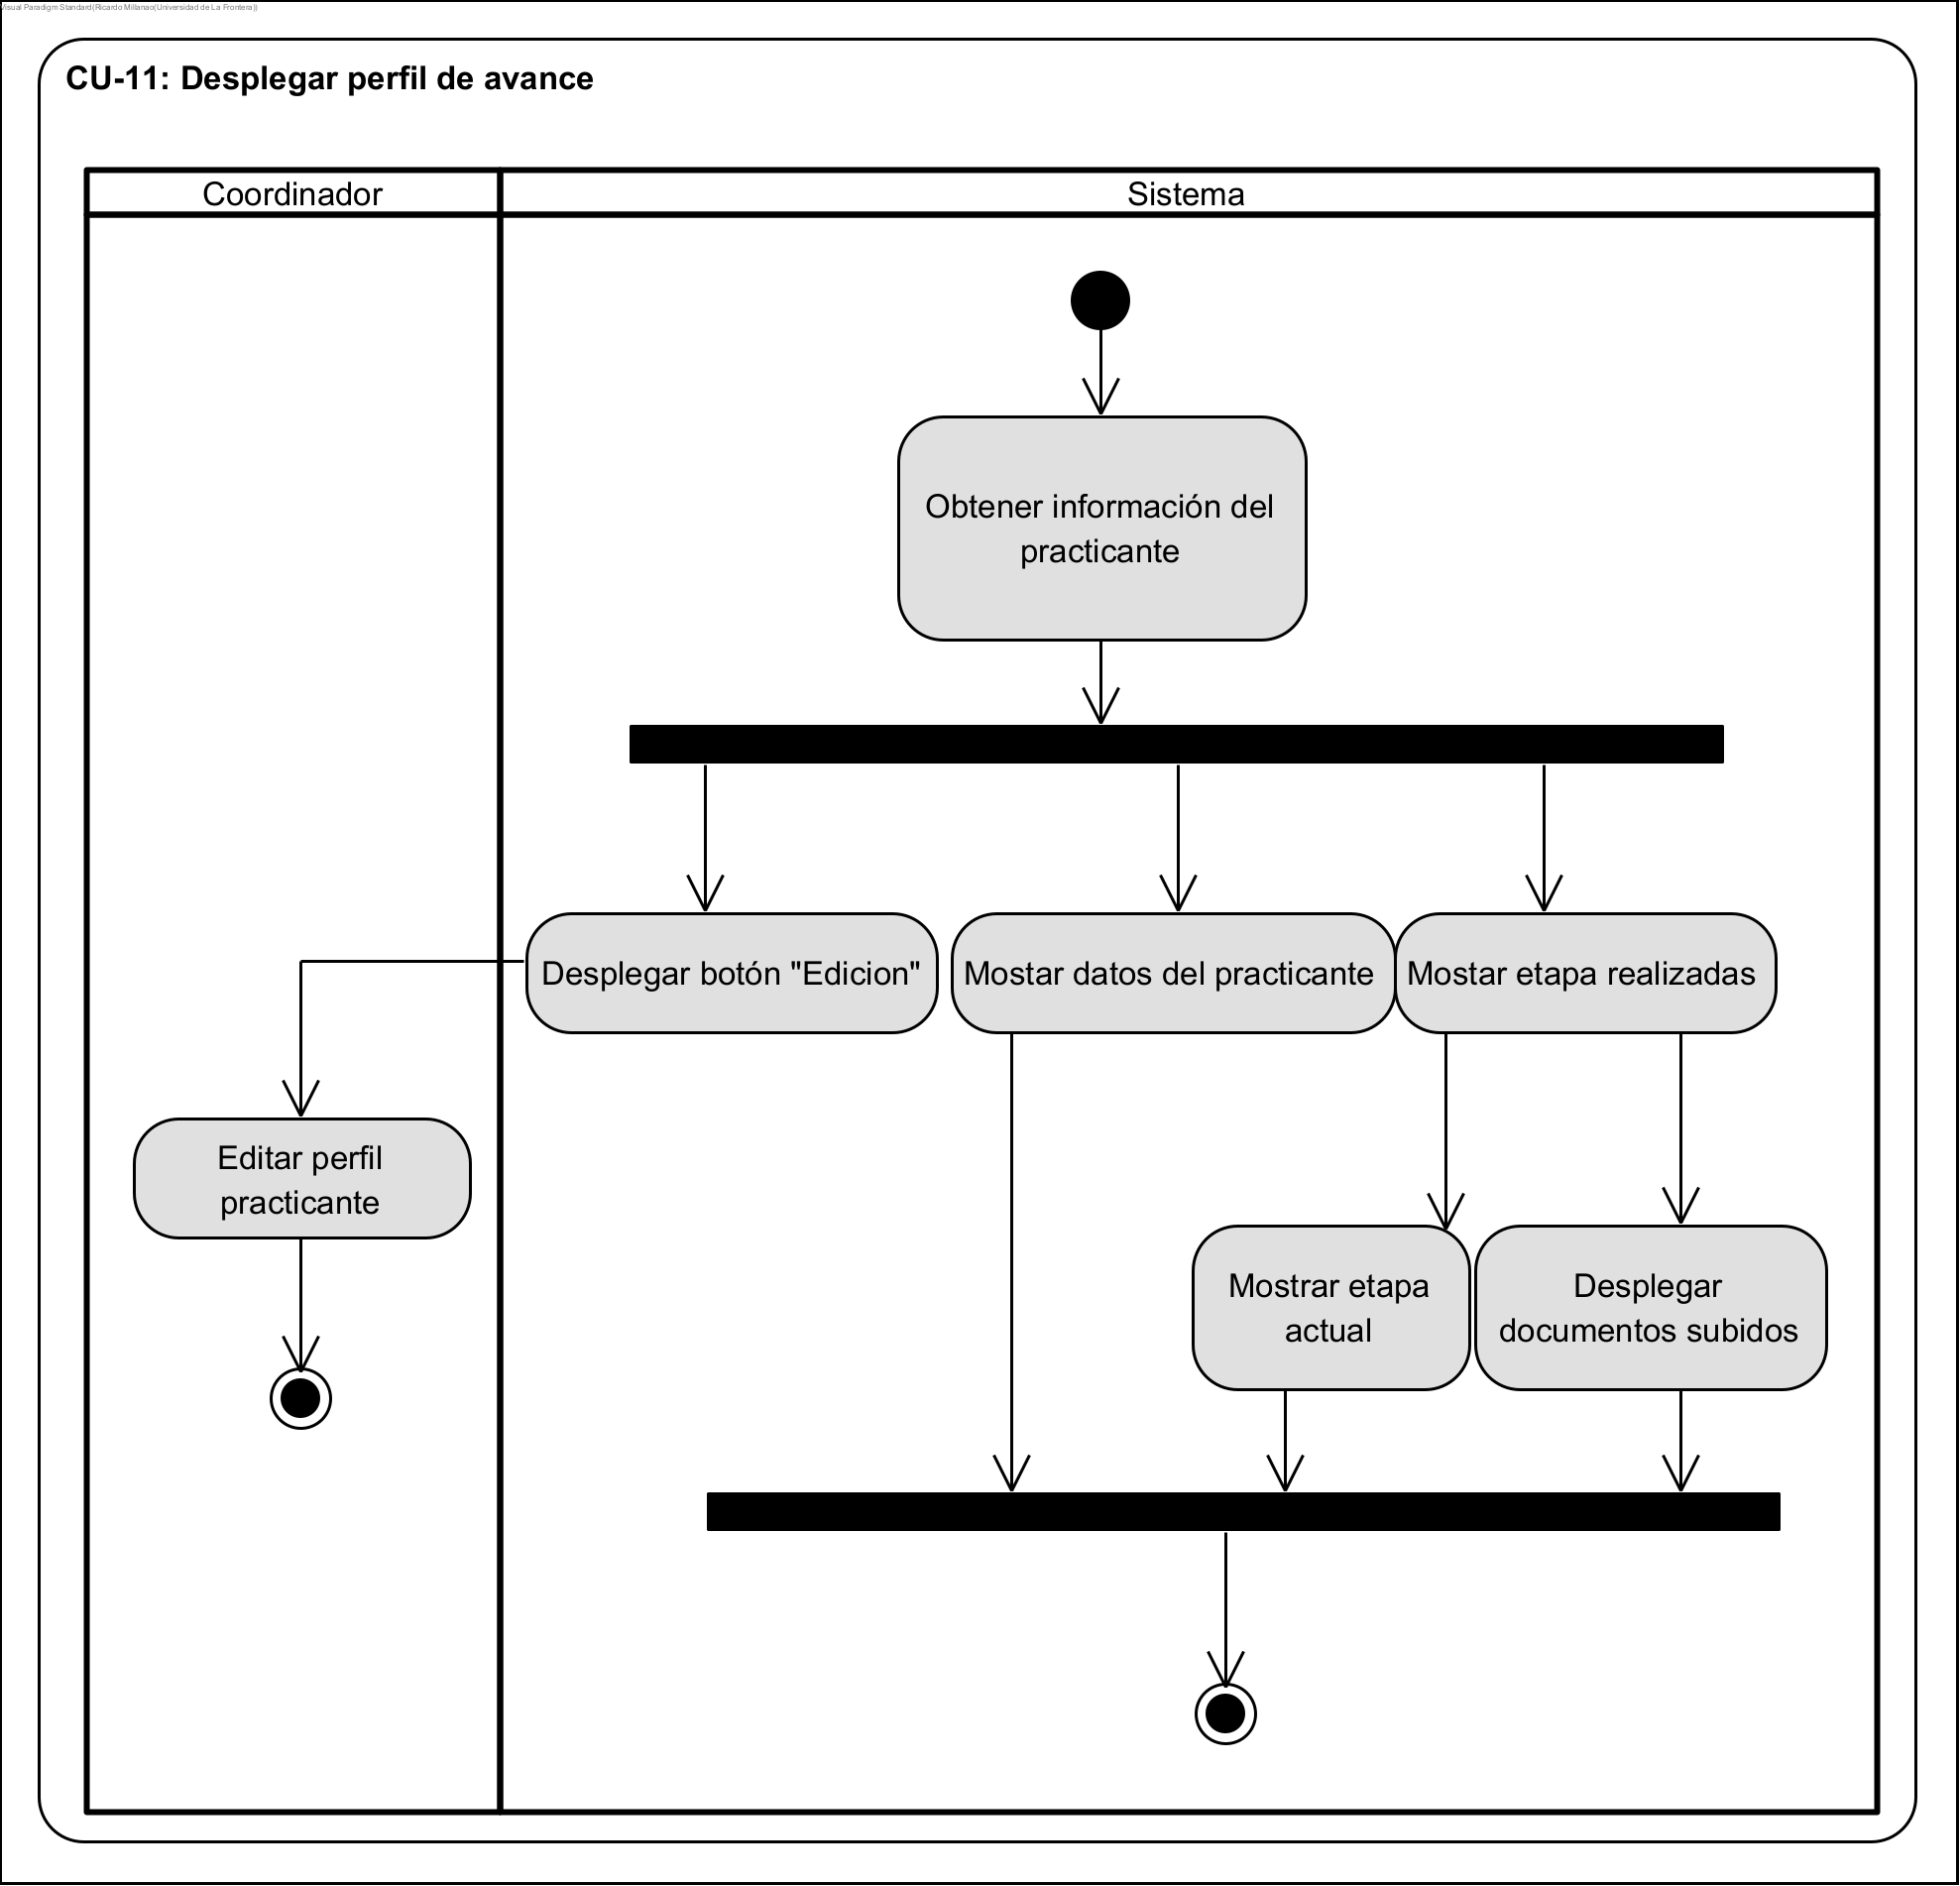 Visual Paradigm Standard(Ricardo Millanao(Universidad de La Frontera))
CU-11: Desplegar perfil de avance
Coordinador
Sistema
Obtener información del
practicante
Desplegar botón "Edicion"
Mostar datos del practicante
Mostar etapa realizadas
Editar perfil
practicante
Mostrar etapa
actual
Desplegar
documentos subidos